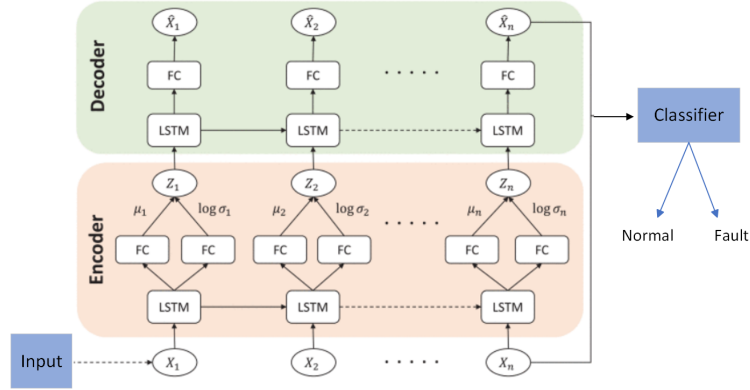 X̂₁ X̂₂ X̂ₙ
Decoder
FC FC ..... FC
LSTM LSTM LSTM
Z₁ Z₂ Zₙ
μ₁ log σ₁ μ₂ log σ₂ ..... μₙ log σₙ
Encoder
FC FC FC FC FC FC
LSTM LSTM LSTM
Input X₁ X₂ ..... Xₙ
Classifier
Normal Fault